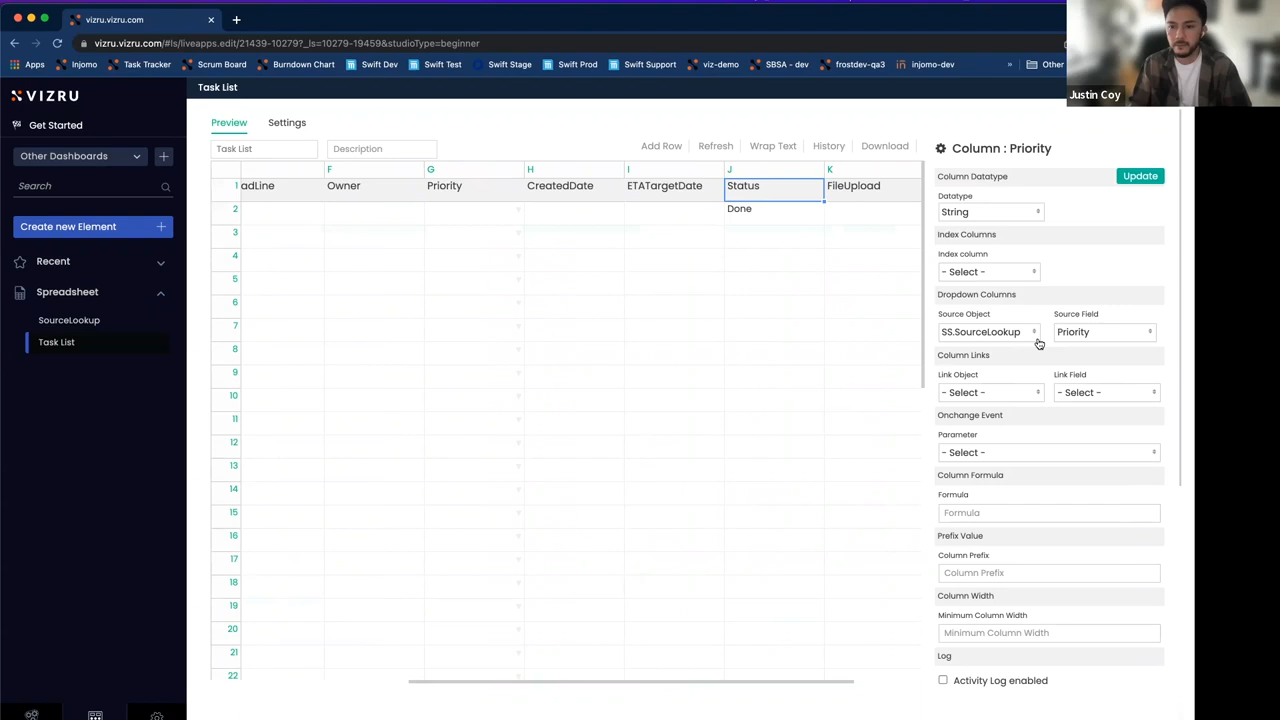 vizru.vizru.com
vizru.vizru.com/#ls/liveapps.edit/21439-10279?_ls=10279-19459&studioType=beginner
Apps Injomo Task Tracker Scrum Board Burndown Chart Swift Dev Swift Test Swift Stage Swift Prod Swift Support viz-demo SBSA - dev frostdev-qa3 injomo-dev » Other
Justin Coy
VIZRU
Get Started
Other Dashboards
Search
Create new Element
Recent
Spreadsheet
SourceLookup
Task List
Task List
Preview Settings
Task List Description
Add Row Refresh Wrap Text History Download
F G H I J K
1 adLine Owner Priority CreatedDate ETATargetDate Status FileUpload
2 Done
3
4
5
6
7
8
9
10
11
12
13
14
15
16
17
18
19
20
21
22
Column : Priority
Column Datatype Update
Datatype
String
Index Columns
Index column
- Select -
Dropdown Columns
Source Object Source Field
SS.SourceLookup Priority
Column Links
Link Object Link Field
- Select - - Select -
Onchange Event
Parameter
- Select -
Column Formula
Formula
Formula
Prefix Value
Column Prefix
Column Prefix
Column Width
Minimum Column Width
Minimum Column Width
Log
Activity Log enabled